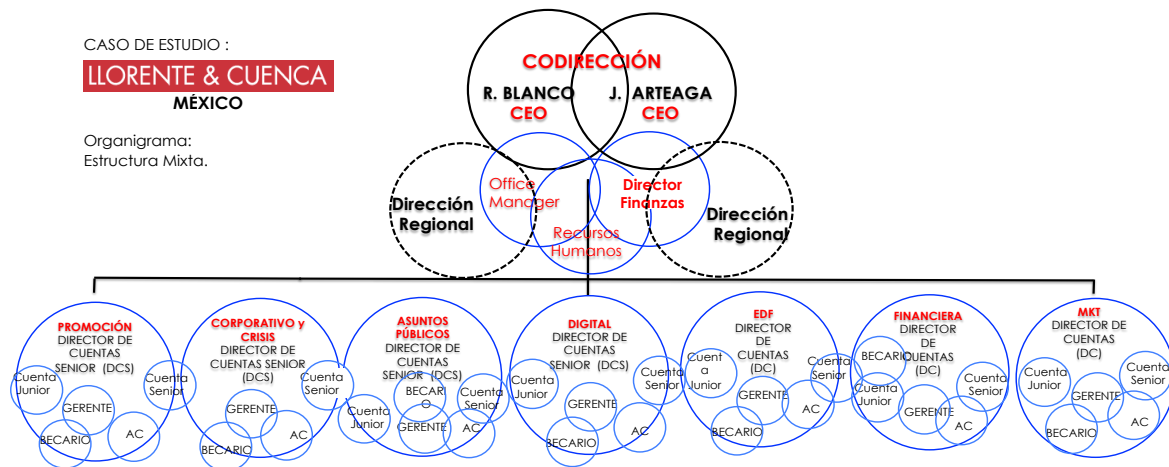 CASO DE ESTUDIO :
LLORENTE & CUENCA
MÉXICO
Organigrama:
Estructura Mixta.
CODIRECCIÓN
R. BLANCO
CEO
J. ARTEAGA
CEO
Dirección
Regional
Office
Manager
Recursos
Humanos
Director
Finanzas
Dirección
Regional
PROMOCIÓN
DIRECTOR DE
CUENTAS
SENIOR (DCS)
Cuenta
Junior
Cuenta
Senior
GERENTE
BECARIO
AC
CORPORATIVO y
CRISIS
DIRECTOR DE
CUENTAS SENIOR
(DCS)
Cuenta
Senior
GERENTE
BECARIO
AC
ASUNTOS
PÚBLICOS
DIRECTOR DE
CUENTAS
SENIOR (DCS)
BECARI
O
Cuenta
Junior
Cuenta
Senior
GERENTE
AC
DIGITAL
DIRECTOR DE
CUENTAS
SENIOR (DCS)
Cuenta
Junior
Cuenta
Senior
GERENTE
BECARIO
AC
EDF
DIRECTOR
DE
CUENTAS
(DC)
Cuent
a
Junior
Cuenta
Senior
GERENTE
BECARIO
AC
FINANCIERA
DIRECTOR
DE
CUENTAS
(DC)
BECARIO
Cuenta
Junior
Cuenta
Senior
GERENTE
AC
MKT
DIRECTOR DE
CUENTAS
(DC)
Cuenta
Junior
Cuenta
Senior
GERENTE
BECARIO
AC